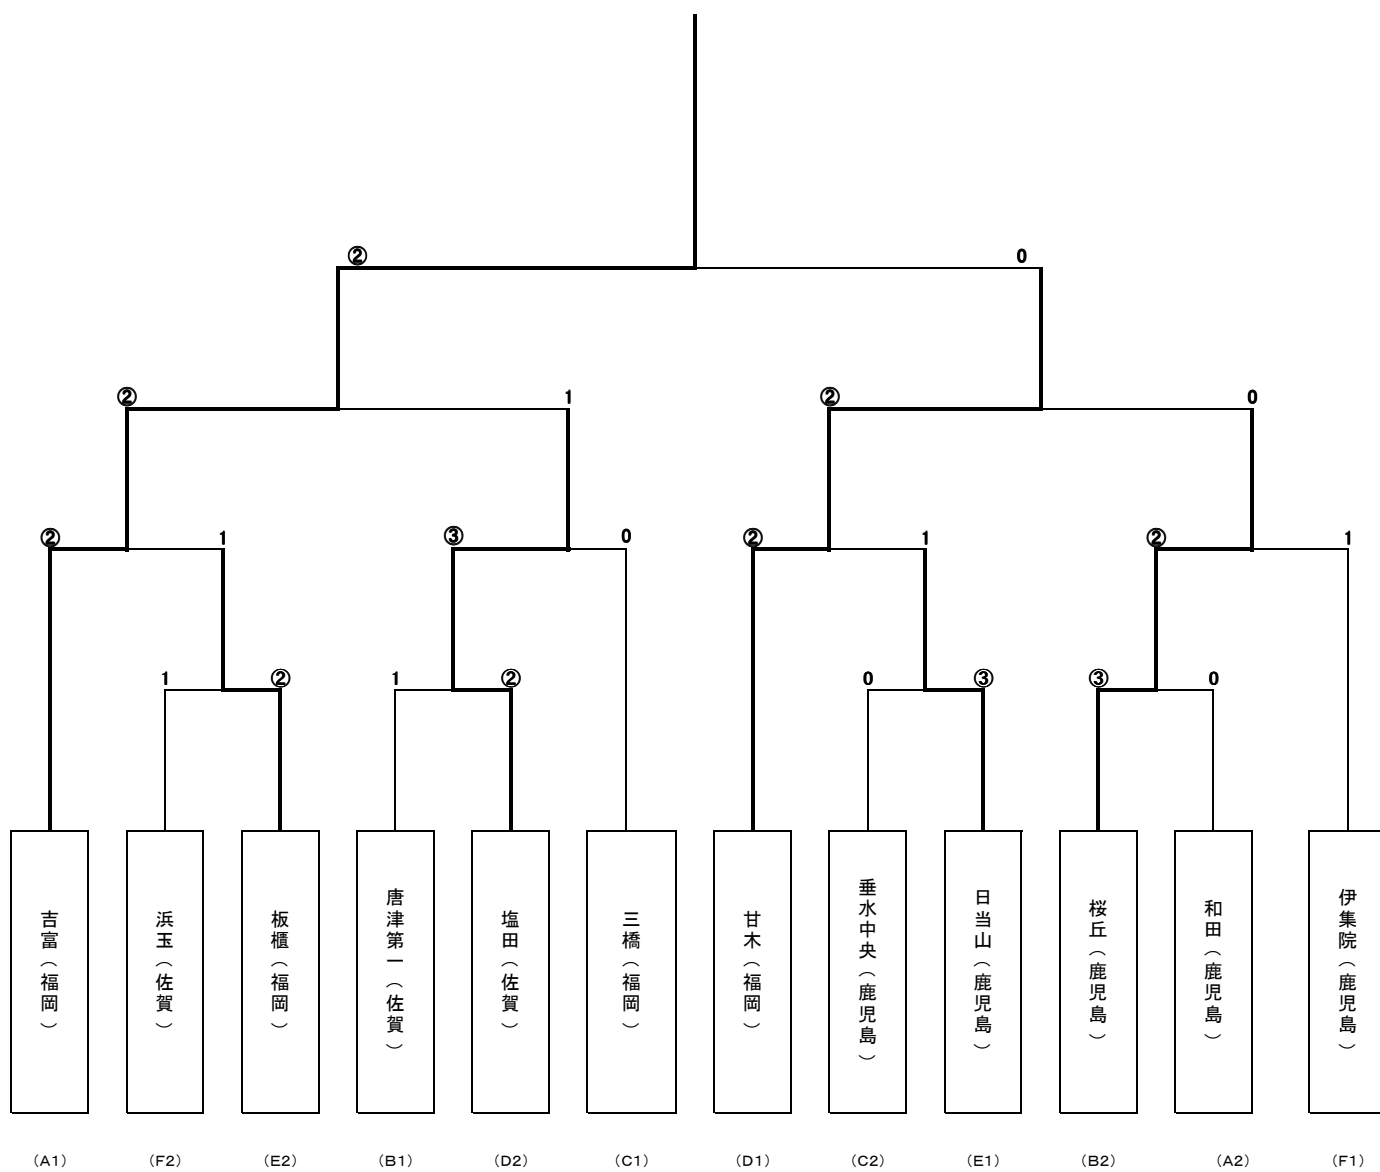 ② 0
② 1 ② 0
② 1 ③ 0 ② 1 ② 1
1 ② 1 ② 0 ③ ③ 0
吉富（福岡）
浜玉（佐賀）
板櫃（福岡）
唐津第一（佐賀）
塩田（佐賀）
三橋（福岡）
甘木（福岡）
垂水中央（鹿児島）
日当山（鹿児島）
桜丘（鹿児島）
和田（鹿児島）
伊集院（鹿児島）
（A1） （F2） （E2） （B1） （D2） （C1） （D1） （C2） （E1） （B2） （A2） （F1）